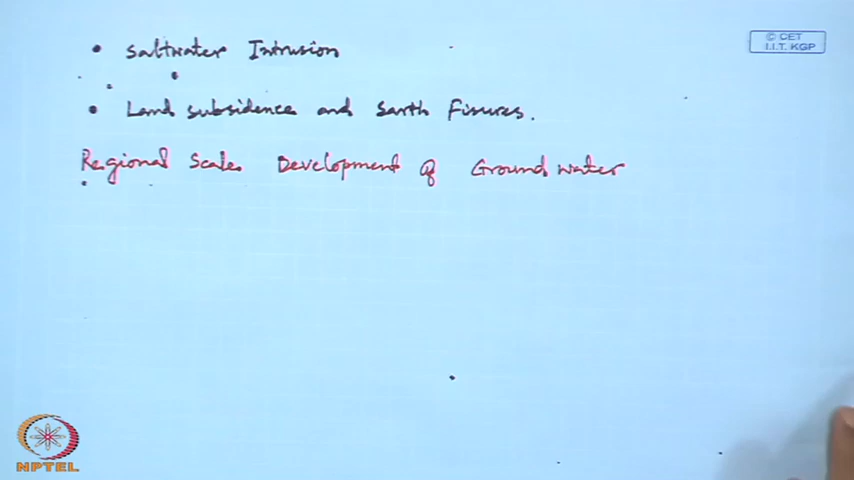 © CET
I.I.T. KGP
• Saltwater Intrusion
• Land subsidence and Earth Fissures.
Regional Scale Development of Groundwater
NPTEL